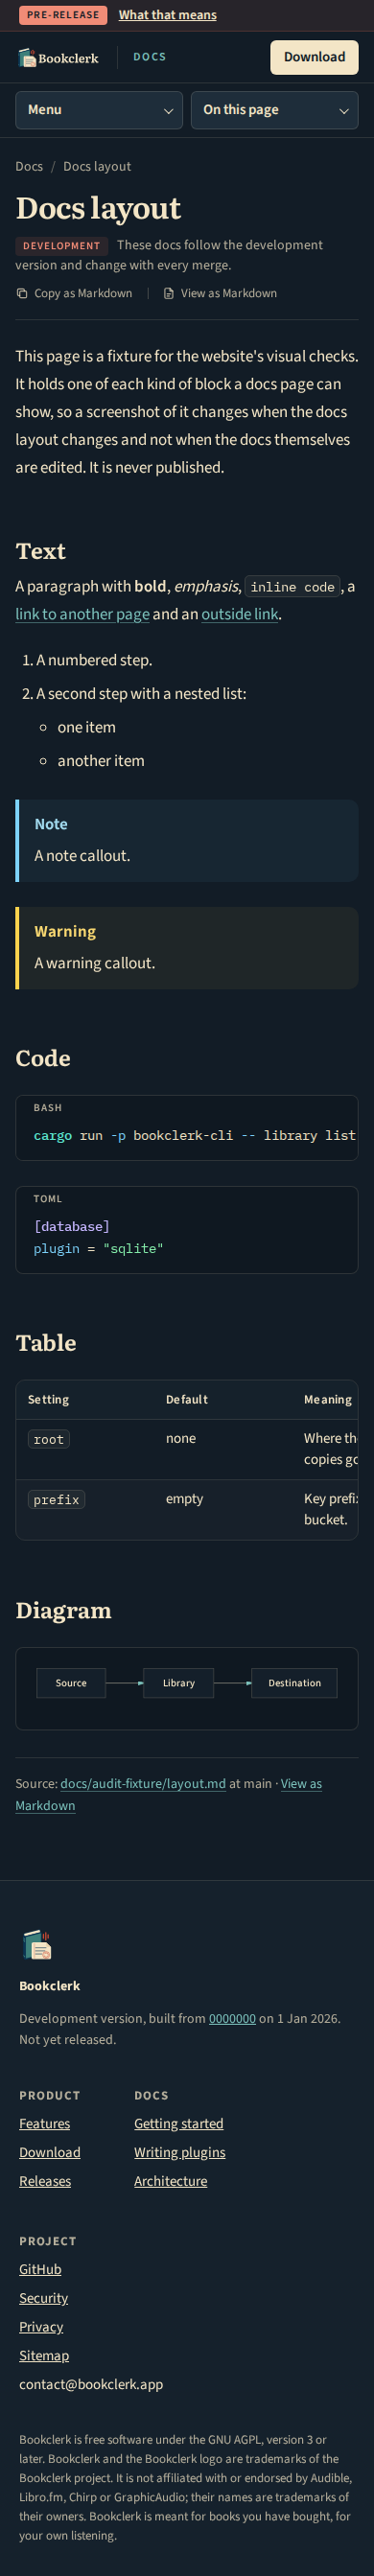 PRE-RELEASE What that means
Bookclerk DOCS Download
Menu On this page
Docs / Docs layout
Docs layout
DEVELOPMENT These docs follow the development
version and change with every merge.
Copy as Markdown | View as Markdown
This page is a fixture for the website's visual checks.
It holds one of each kind of block a docs page can
show, so a screenshot of it changes when the docs
layout changes and not when the docs themselves
are edited. It is never published.
Text
A paragraph with bold, emphasis, inline code, a
link to another page and an outside link.
1. A numbered step.
2. A second step with a nested list:
one item
another item
Note
A note callout.
Warning
A warning callout.
Code
BASH
cargo run -p bookclerk-cli -- library list
TOML
[database]
plugin = "sqlite"
Table
Setting Default Meaning
root none Where the
copies go
prefix empty Key prefix
bucket.
Diagram
Source Library Destination
Source: docs/audit-fixture/layout.md at main · View as
Markdown
Bookclerk
Development version, built from 0000000 on 1 Jan 2026.
Not yet released.
PRODUCT DOCS
Features Getting started
Download Writing plugins
Releases Architecture
PROJECT
GitHub
Security
Privacy
Sitemap
contact@bookclerk.app
Bookclerk is free software under the GNU AGPL, version 3 or
later. Bookclerk and the Bookclerk logo are trademarks of the
Bookclerk project. It is not affiliated with or endorsed by Audible,
Libro.fm, Chirp or GraphicAudio; their names are trademarks of
their owners. Bookclerk is meant for books you have bought, for
your own listening.